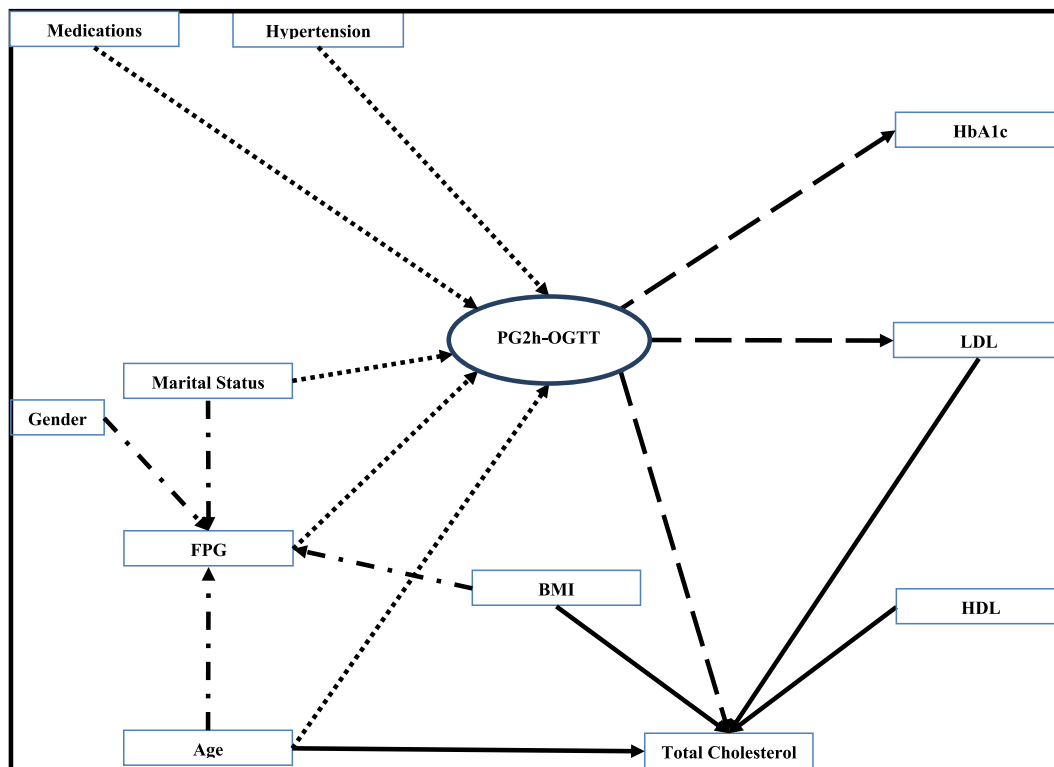 Medications
Hypertension
HbA1c
PG2h-OGTT
LDL
Marital Status
Gender
FPG
BMI
HDL
Age
Total Cholesterol